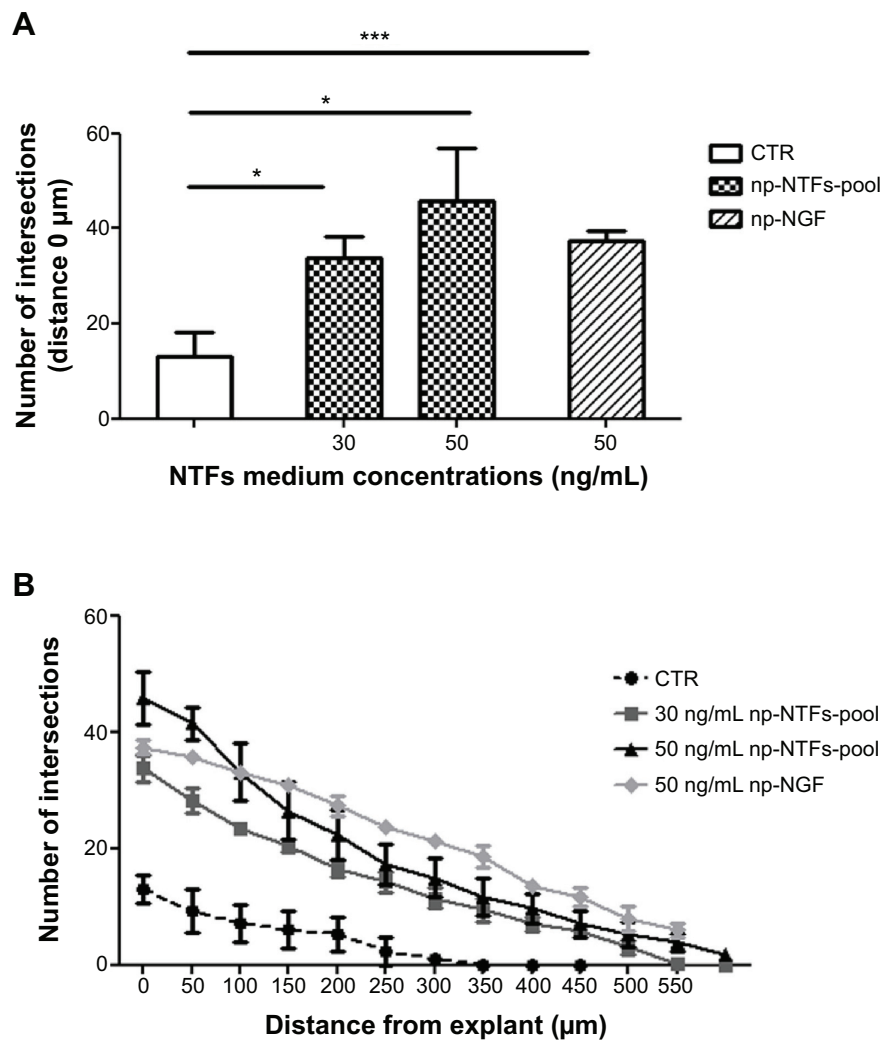 A
***
*
*
60
40
20
0
Number of intersections
(distance 0 µm)
30
50
50
NTFs medium concentrations (ng/mL)
CTR
np-NTFs-pool
np-NGF
B
60
40
20
0
Number of intersections
0
50
100
150
200
250
300
350
400
450
500
550
Distance from explant (µm)
CTR
30 ng/mL np-NTFs-pool
50 ng/mL np-NTFs-pool
50 ng/mL np-NGF